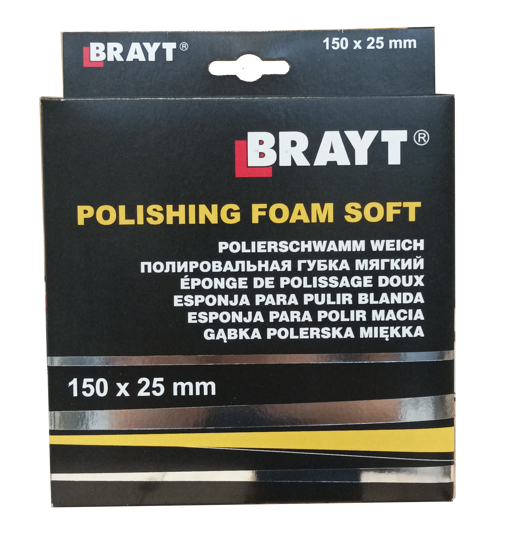 BRAYT®
150 x 25 mm
BRAYT®
POLISHING FOAM SOFT
POLIERSCHWAMM WEICH
ПОЛИРОВАЛЬНАЯ ГУБКА МЯГКИЙ
ÉPONGE DE POLISSAGE DOUX
ESPONJA PARA PULIR BLANDA
ESPONJA PARA POLIR MACIA
GĄBKA POLERSKA MIĘKKA
150 x 25 mm